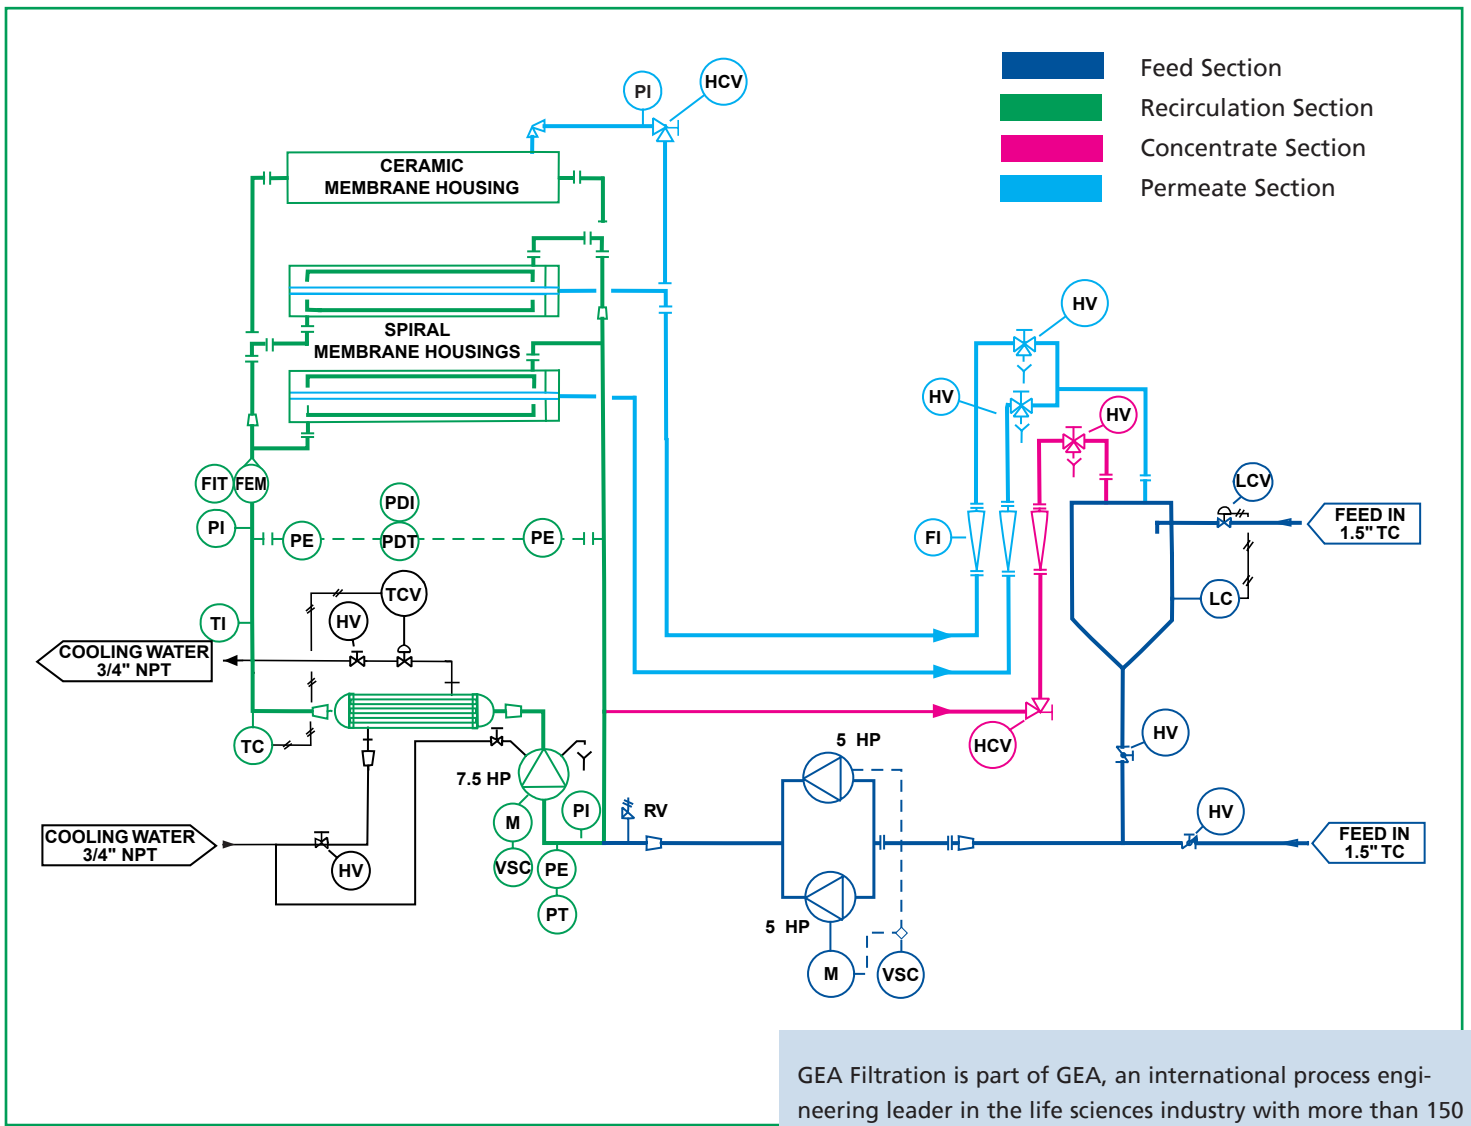 PI
HCV
Feed Section
Recirculation Section
Concentrate Section
Permeate Section
CERAMIC
MEMBRANE HOUSING
SPIRAL
MEMBRANE HOUSINGS
HV
HV
HV
FIT
FEM
PDI
LCV
PI
PE
PDT
PE
FI
FEED IN
1.5" TC
TCV
HV
LC
TI
COOLING WATER
3/4" NPT
TC
HCV
HV
5 HP
7.5 HP
M
PI
RV
HV
COOLING WATER
3/4" NPT
FEED IN
1.5" TC
HV
VSC
PE
PT
5 HP
M
VSC
GEA Filtration is part of GEA, an international process engi-
neering leader in the life sciences industry with more than 150